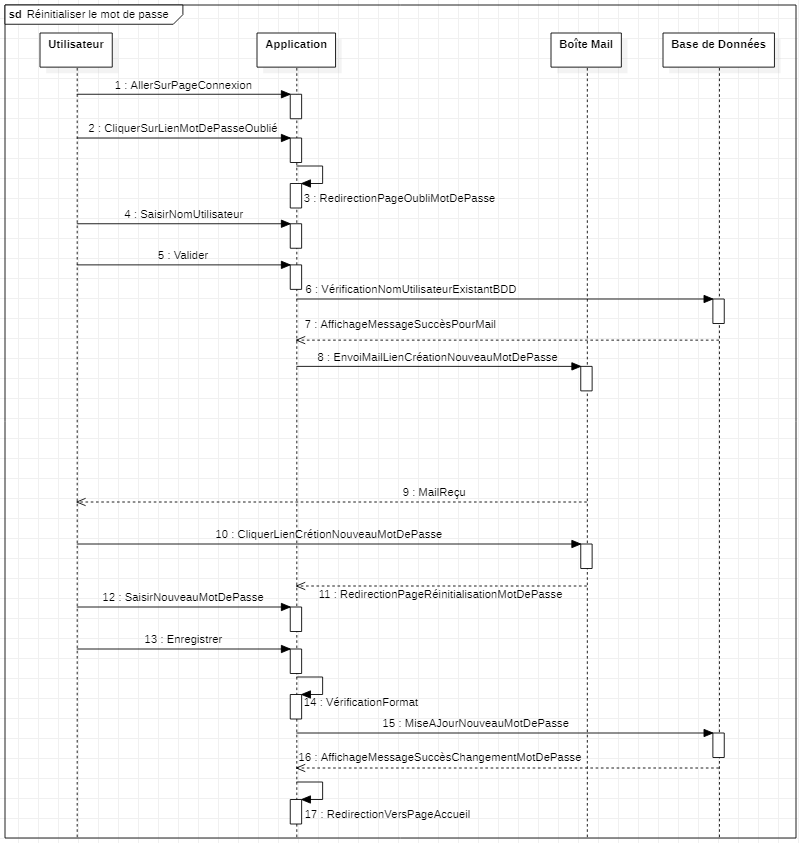 sd Réinitialiser le mot de passe
Utilisateur
Application
Boîte Mail
Base de Données
1 : AllerSurPageConnexion
2 : CliquerSurLienMotDePasseOublié
3 : RedirectionPageOubliMotDePasse
4 : SaisirNomUtilisateur
5 : Valider
6 : VérificationNomUtilisateurExistantBDD
7 : AffichageMessageSuccèsPourMail
8 : EnvoiMailLienCréationNouveauMotDePasse
9 : MailReçu
10 : CliquerLienCrétionNouveauMotDePasse
11 : RedirectionPageRéinitialisationMotDePasse
12 : SaisirNouveauMotDePasse
13 : Enregistrer
14 : VérificationFormat
15 : MiseAJourNouveauMotDePasse
16 : AffichageMessageSuccèsChangementMotDePasse
17 : RedirectionVersPageAccueil